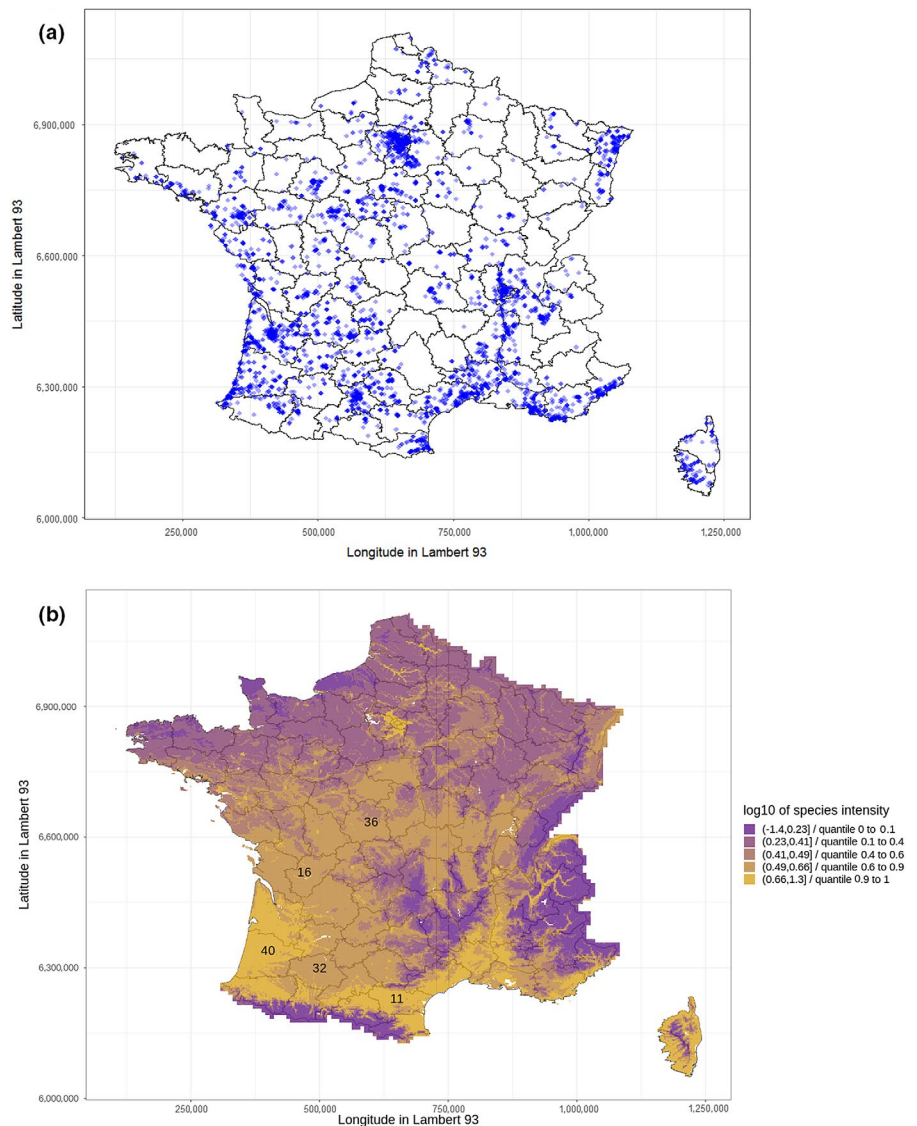 (a)
6,900,000
6,600,000
6,300,000
6,000,000
Latitude in Lambert 93
250,000 500,000 750,000 1,000,000 1,250,000
Longitude in Lambert 93
(b)
6,900,000
6,600,000
6,300,000
6,000,000
Latitude in Lambert 93
36
16
40
32
11
log10 of species intensity
(-1.4,0.23] / quantile 0 to 0.1
(0.23,0.41] / quantile 0.1 to 0.4
(0.41,0.49] / quantile 0.4 to 0.6
(0.49,0.66] / quantile 0.6 to 0.9
(0.66,1.3] / quantile 0.9 to 1
250,000 500,000 750,000 1,000,000 1,250,000
Longitude in Lambert 93